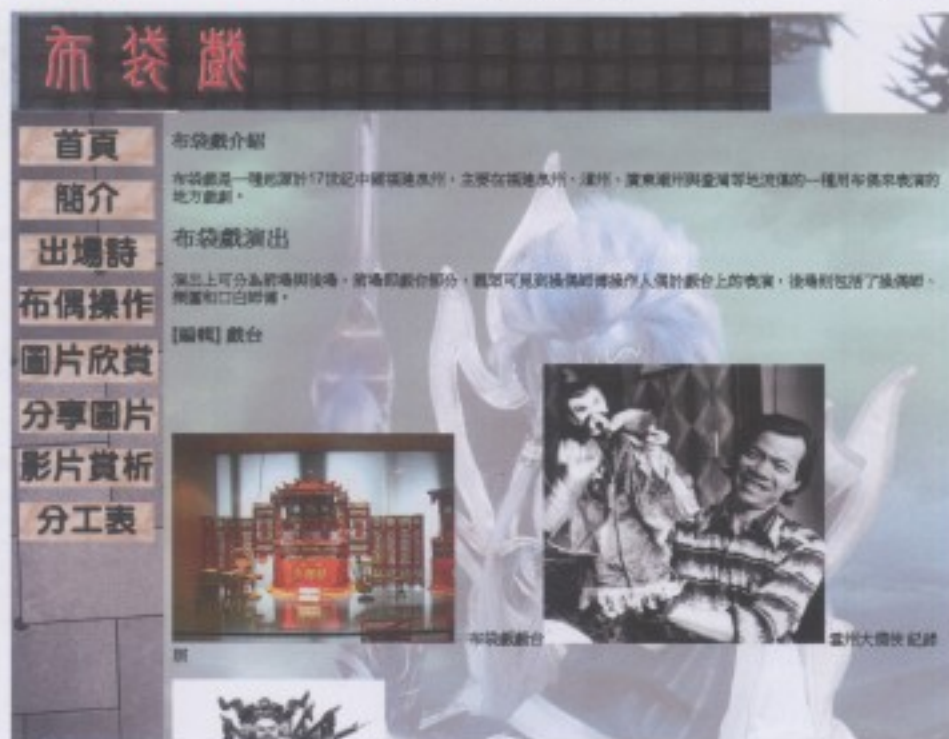 布袋戲
首頁
簡介
出場詩
布偶操作
圖片欣賞
分享圖片
影片賞析
分工表
布袋戲介紹
布袋戲是一種起源於17世紀中國福建泉州,主要在福建泉州、漳州、廣東潮州與臺灣等地流傳的一種用布偶來表演的
地方戲劇。
布袋戲演出
演出上可分為前場與後場。前場即戲台部分,觀眾可見到操偶師傅操作人偶於戲台上的表演,後場則包括了操偶師、
樂團和口白師傅。
[編輯] 戲台
布袋戲戲台
雲州大儒俠 紀錄